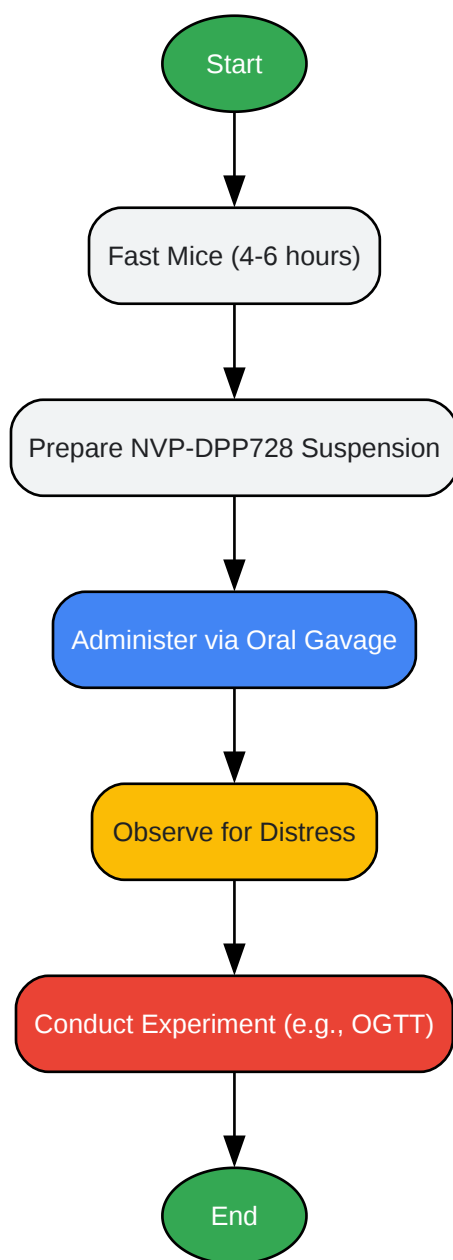 Start
Fast Mice (4-6 hours)
Prepare NVP-DPP728 Suspension
Administer via Oral Gavage
Observe for Distress
Conduct Experiment (e.g., OGTT)
End